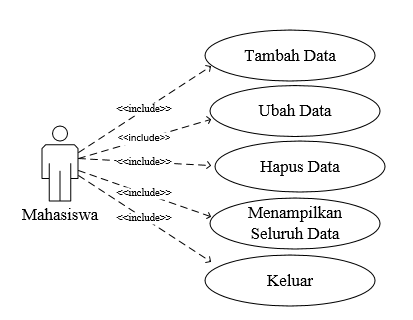 Tambah Data
<<include>>
Ubah Data
<<include>>
Hapus Data
<<include>>
Menampilkan
Seluruh Data
<<include>>
Mahasiswa
<<include>>
Keluar